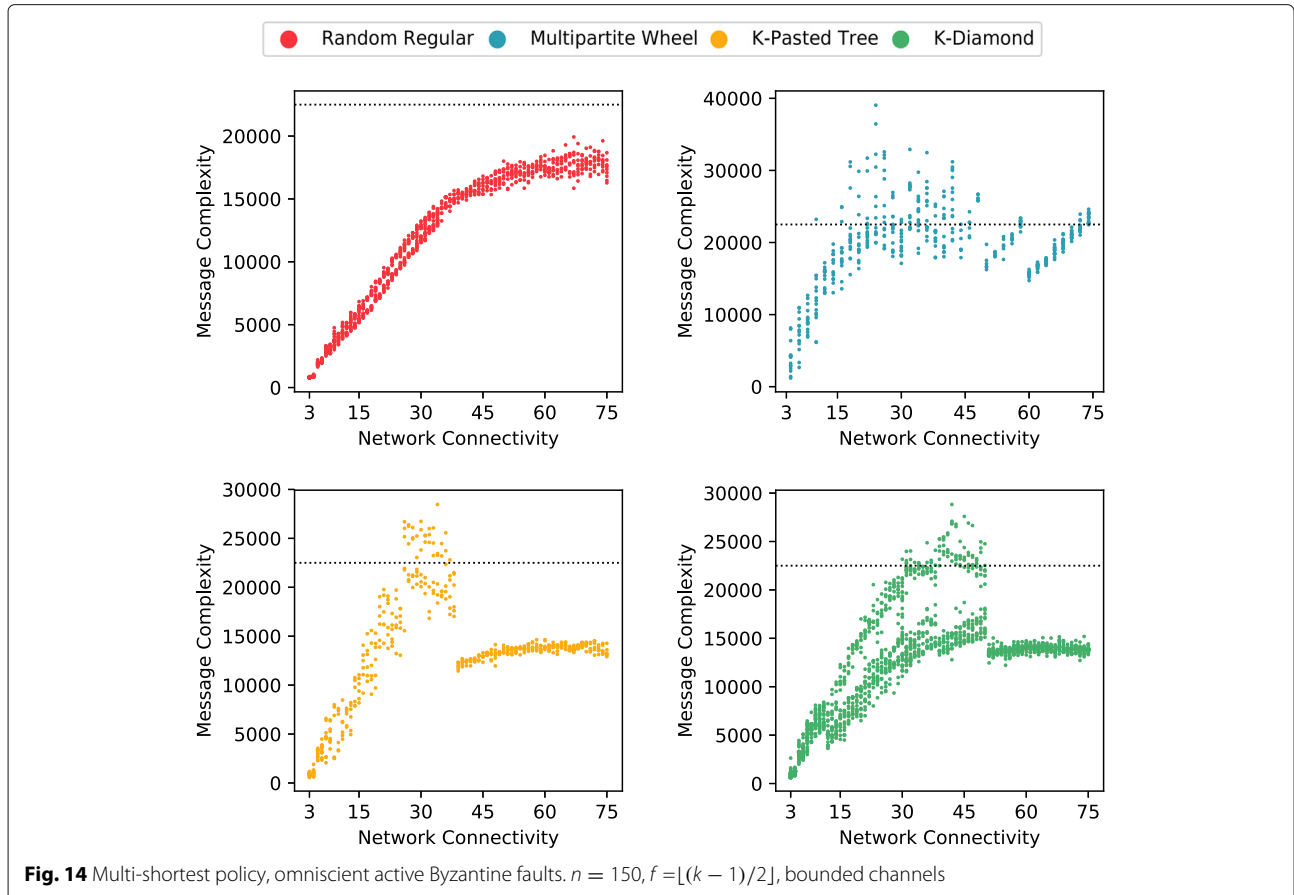 Random Regular Multipartite Wheel K-Pasted Tree K-Diamond
Message Complexity
20000
15000
10000
5000
0
3 15 30 45 60 75
Network Connectivity
Message Complexity
40000
30000
20000
10000
0
3 15 30 45 60 75
Network Connectivity
Message Complexity
30000
25000
20000
15000
10000
5000
0
3 15 30 45 60 75
Network Connectivity
Message Complexity
30000
25000
20000
15000
10000
5000
0
3 15 30 45 60 75
Network Connectivity
Fig. 14 Multi-shortest policy, omniscient active Byzantine faults. n = 150, f =⌊(k − 1)/2⌋, bounded channels